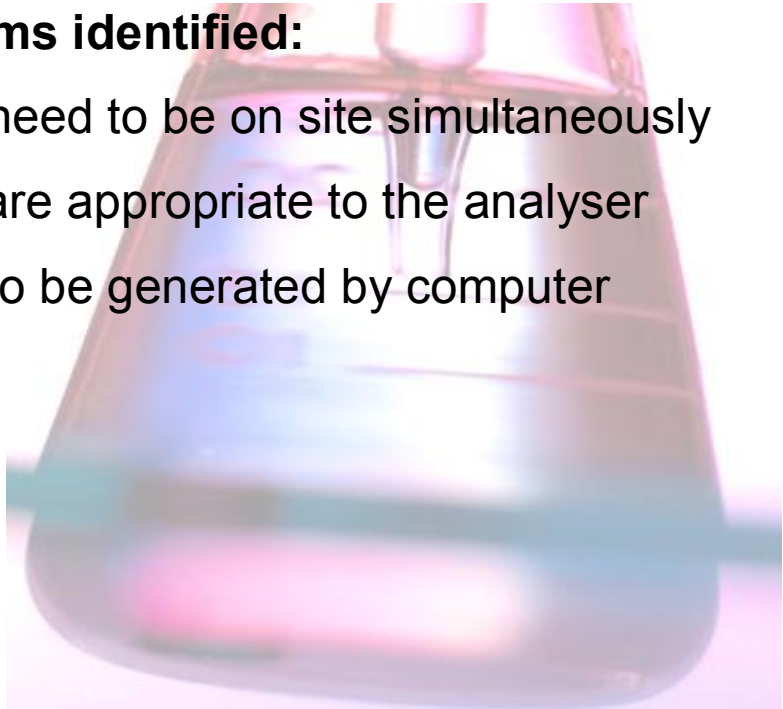 ms identified:
need to be on site simultaneously
are appropriate to the analyser
o be generated by computer